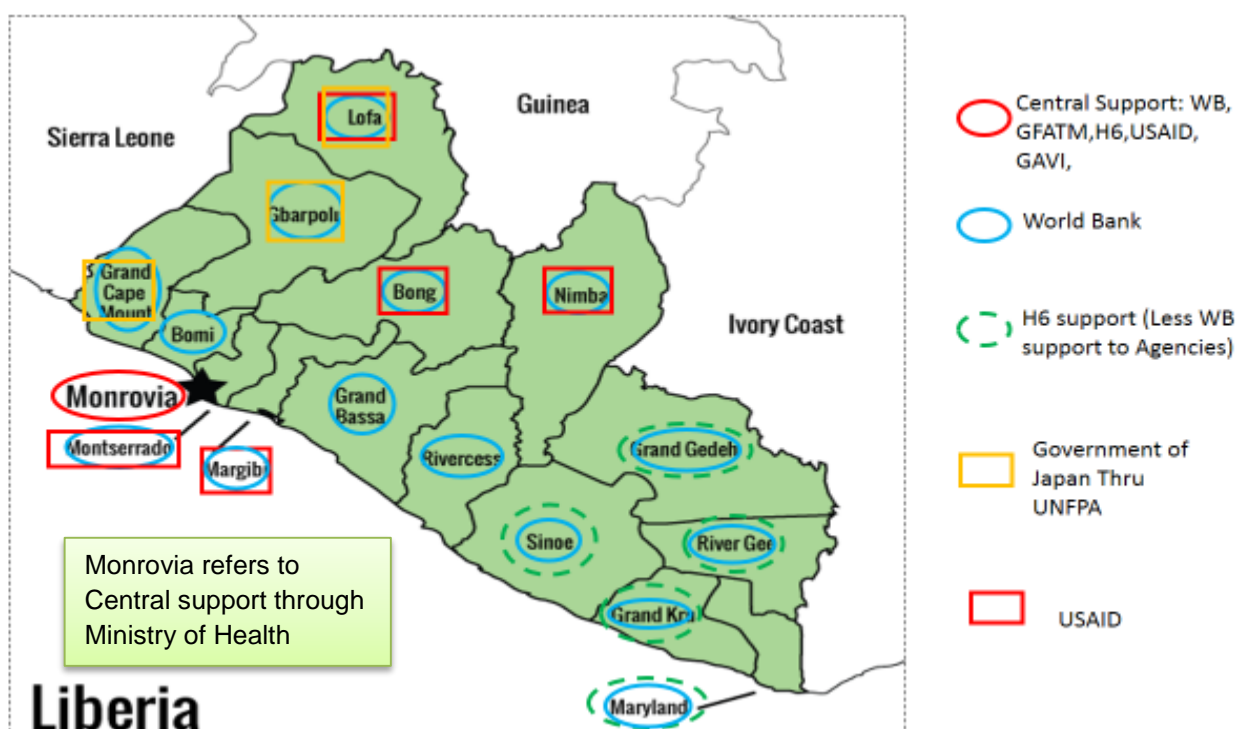 Guinea
Sierra Leone
Lofa
Gbarpolu
Grand
Cape
Mount
Bong
Nimba
Bomi
Ivory Coast
Monrovia
Grand
Bassa
Montserrado
Margibi
Rivercess
Grand Gedeh
Sinoe
River Gee
Grand Kru
Maryland
Monrovia refers to
Central support through
Ministry of Health
Liberia
Central Support: WB,
GFATM,H6,USAID,
GAVI,
World Bank
H6 support (Less WB
support to Agencies)
Government of
Japan Thru
UNFPA
USAID